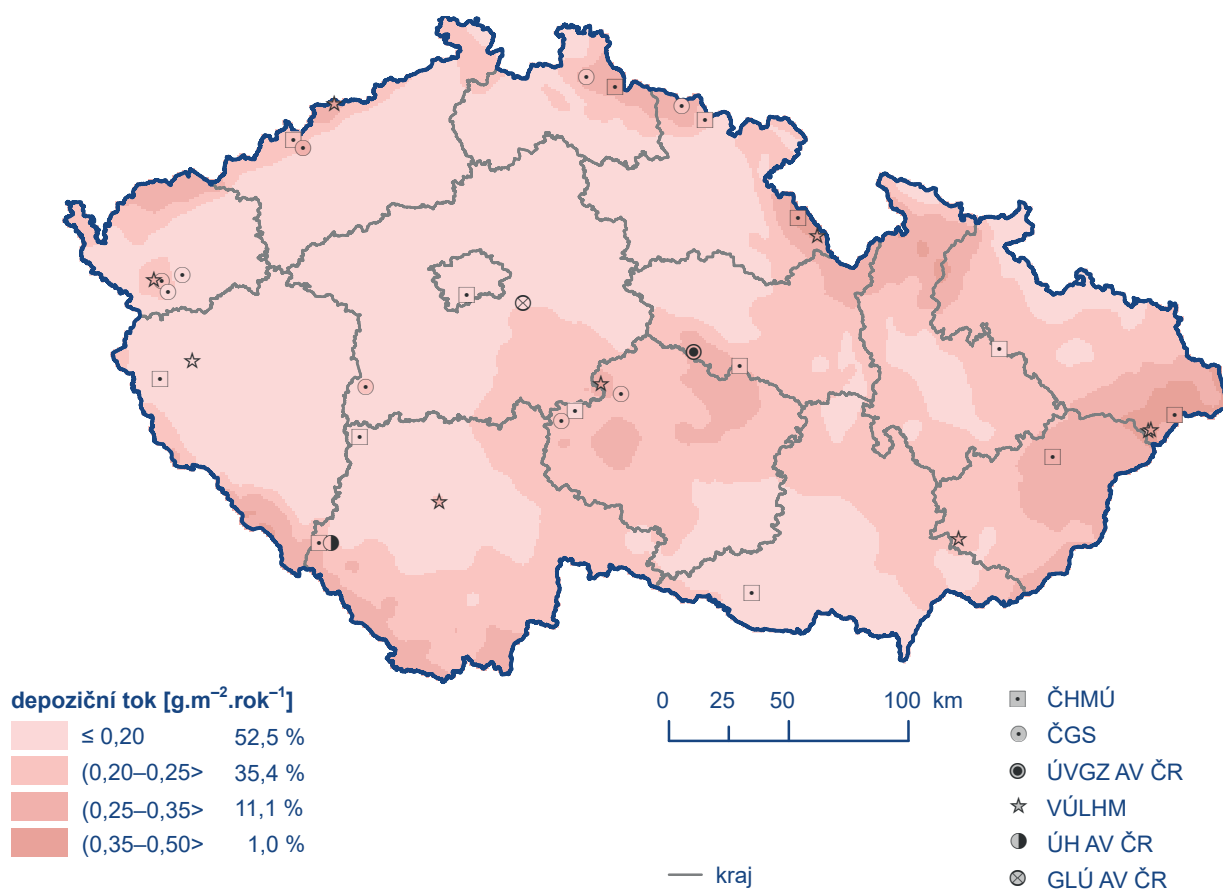 depoziční tok [g.m⁻².rok⁻¹]
≤ 0,20 52,5 %
(0,20–0,25> 35,4 %
(0,25–0,35> 11,1 %
(0,35–0,50> 1,0 %
0 25 50 100 km
kraj
ČHMÚ
ČGS
ÚVGZ AV ČR
VÚLHM
ÚH AV ČR
GLÚ AV ČR